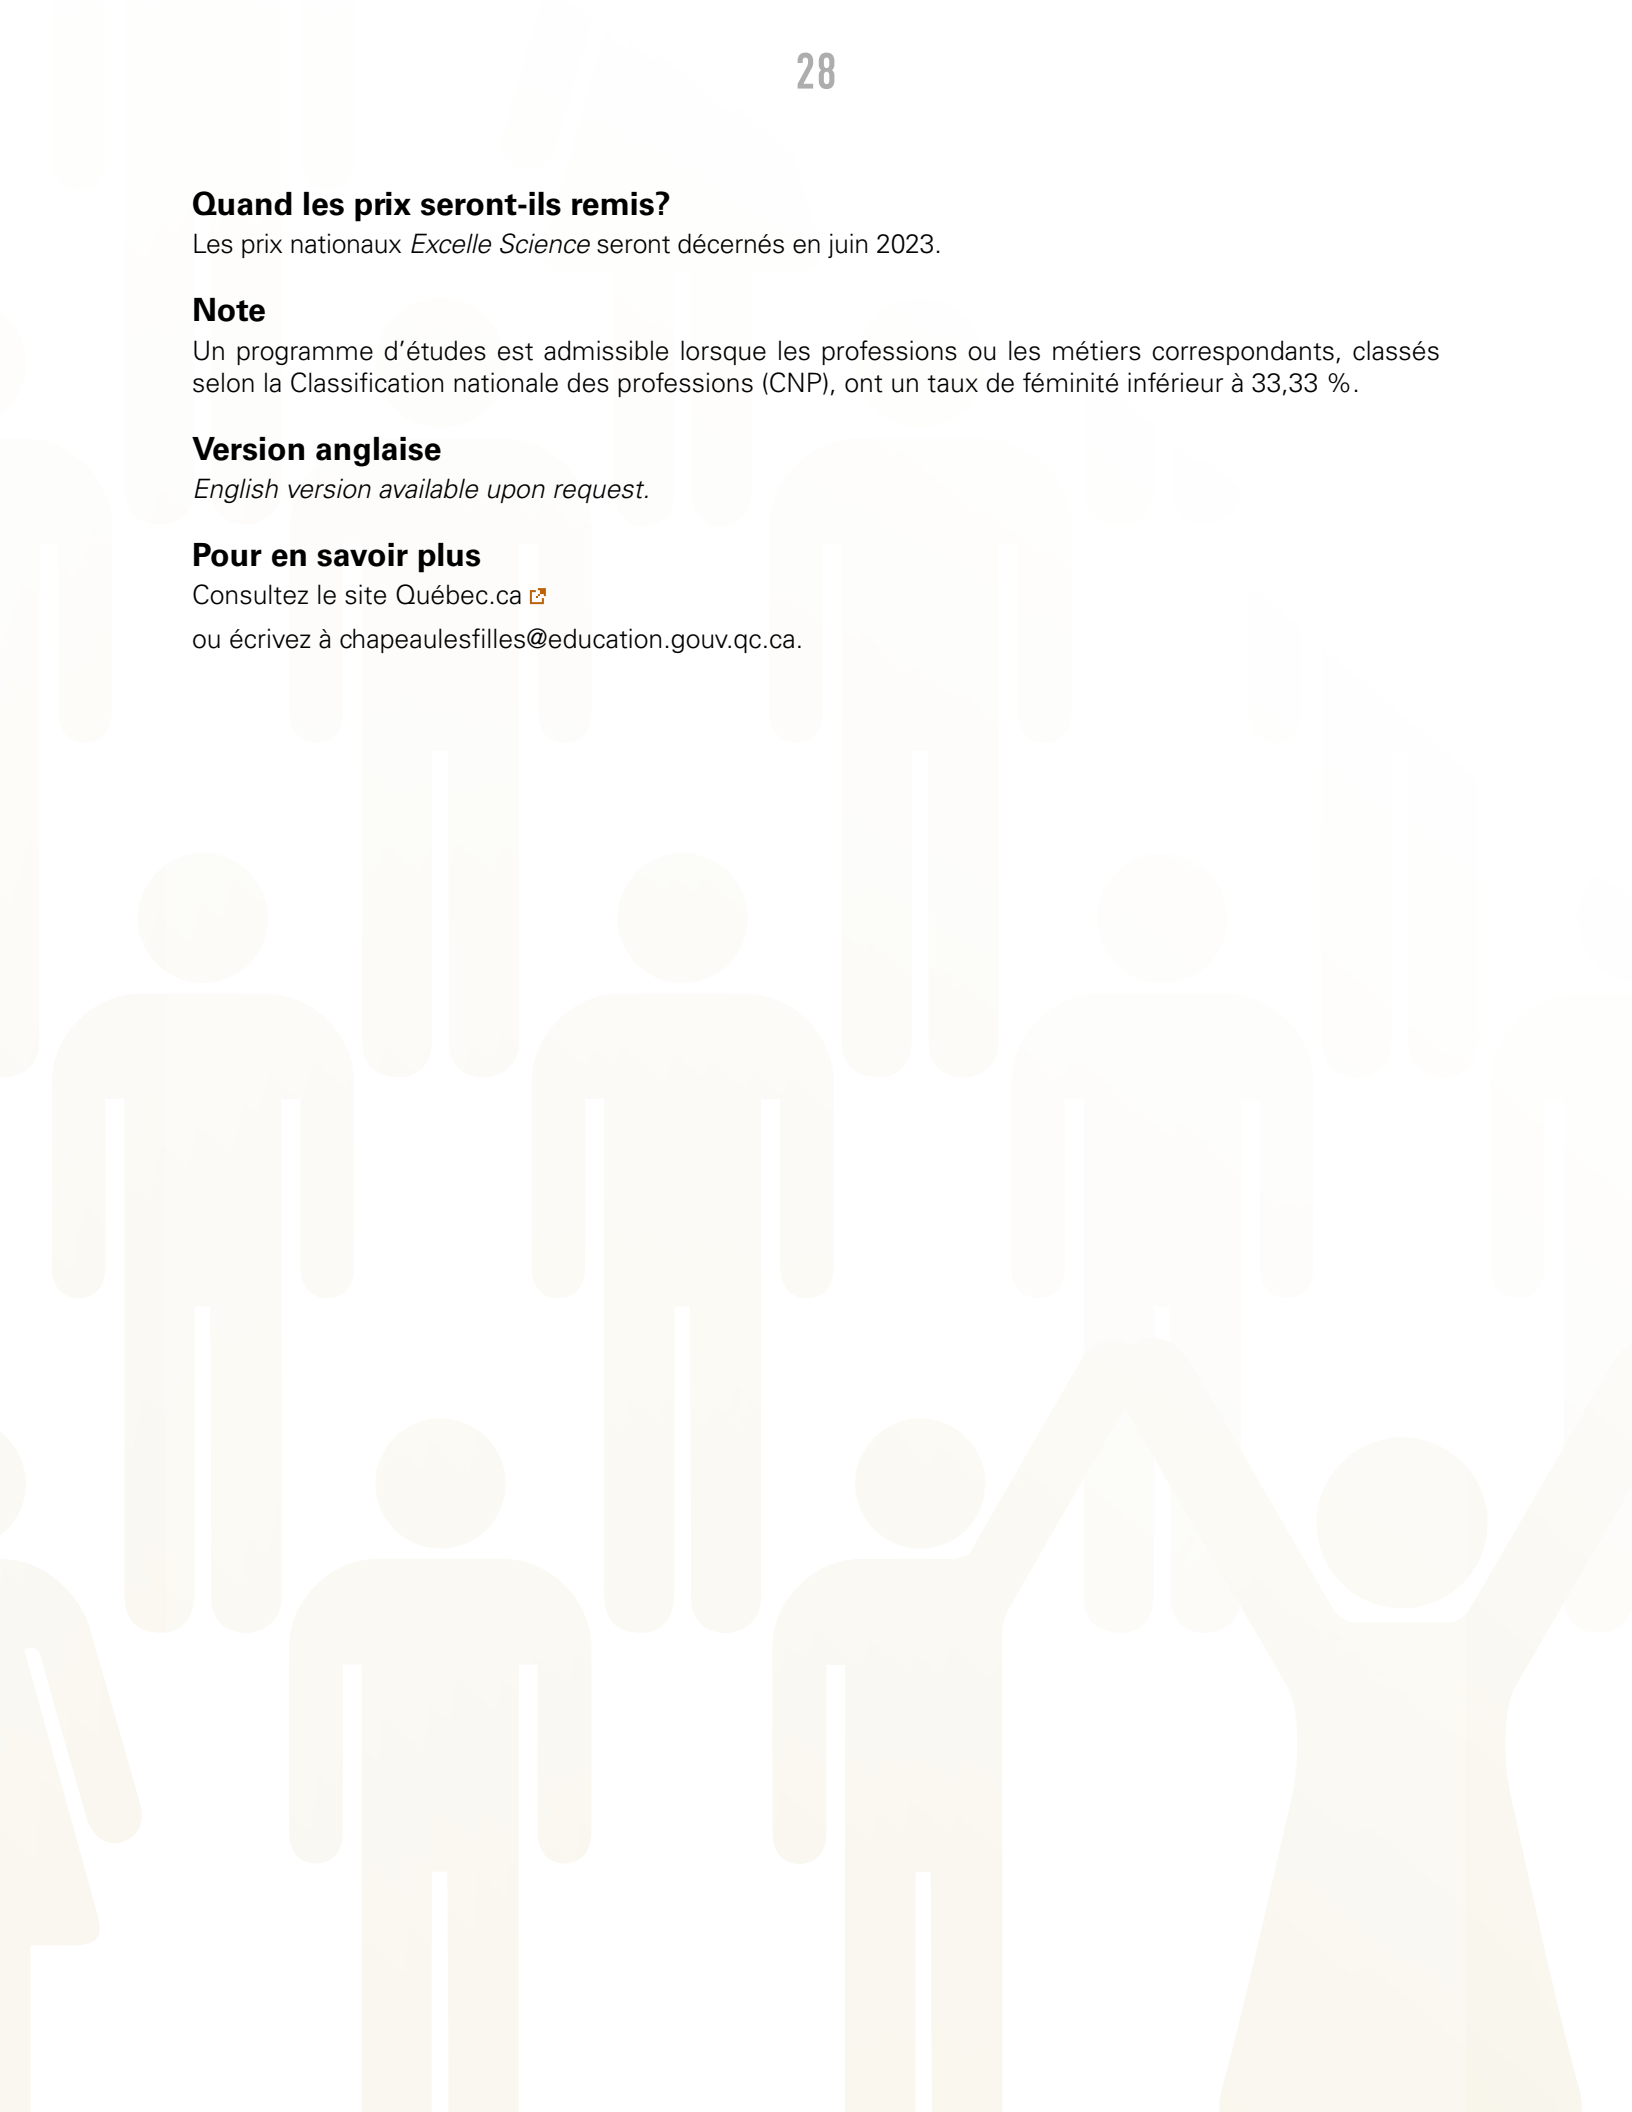 28
Quand les prix seront-ils remis?
Les prix nationaux Excelle Science seront décernés en juin 2023.
Note
Un programme d’études est admissible lorsque les professions ou les métiers correspondants, classés
selon la Classification nationale des professions (CNP), ont un taux de féminité inférieur à 33,33 %.
Version anglaise
English version available upon request.
Pour en savoir plus
Consultez le site Québec.ca
ou écrivez à chapeaulesfilles@education.gouv.qc.ca.